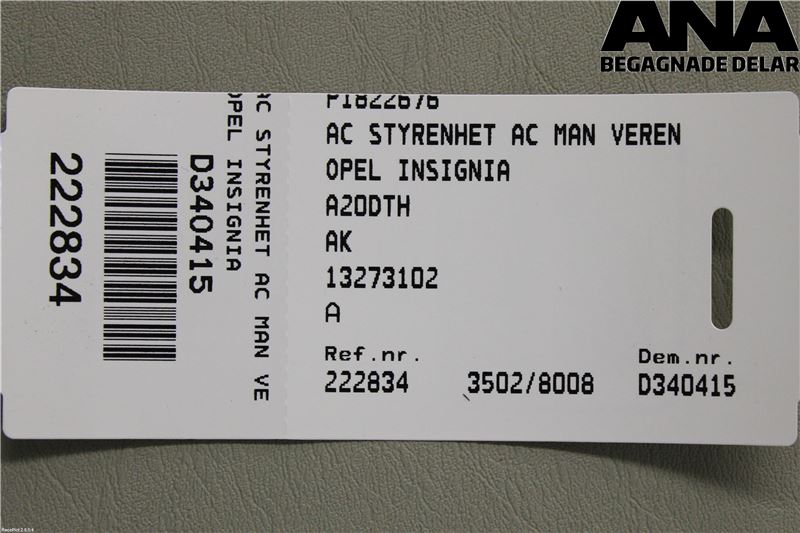 ANA
BEGAGNADE DELAR
P1822676
AC STYRENHET AC MAN VEREN
OPEL INSIGNIA
A20DTH
AK
13273102
A
Ref.nr.
222834 3502/8008
Dem.nr.
D340415
AC STYRENHET AC MAN VE
OPEL INSIGNIA
D340415
222834